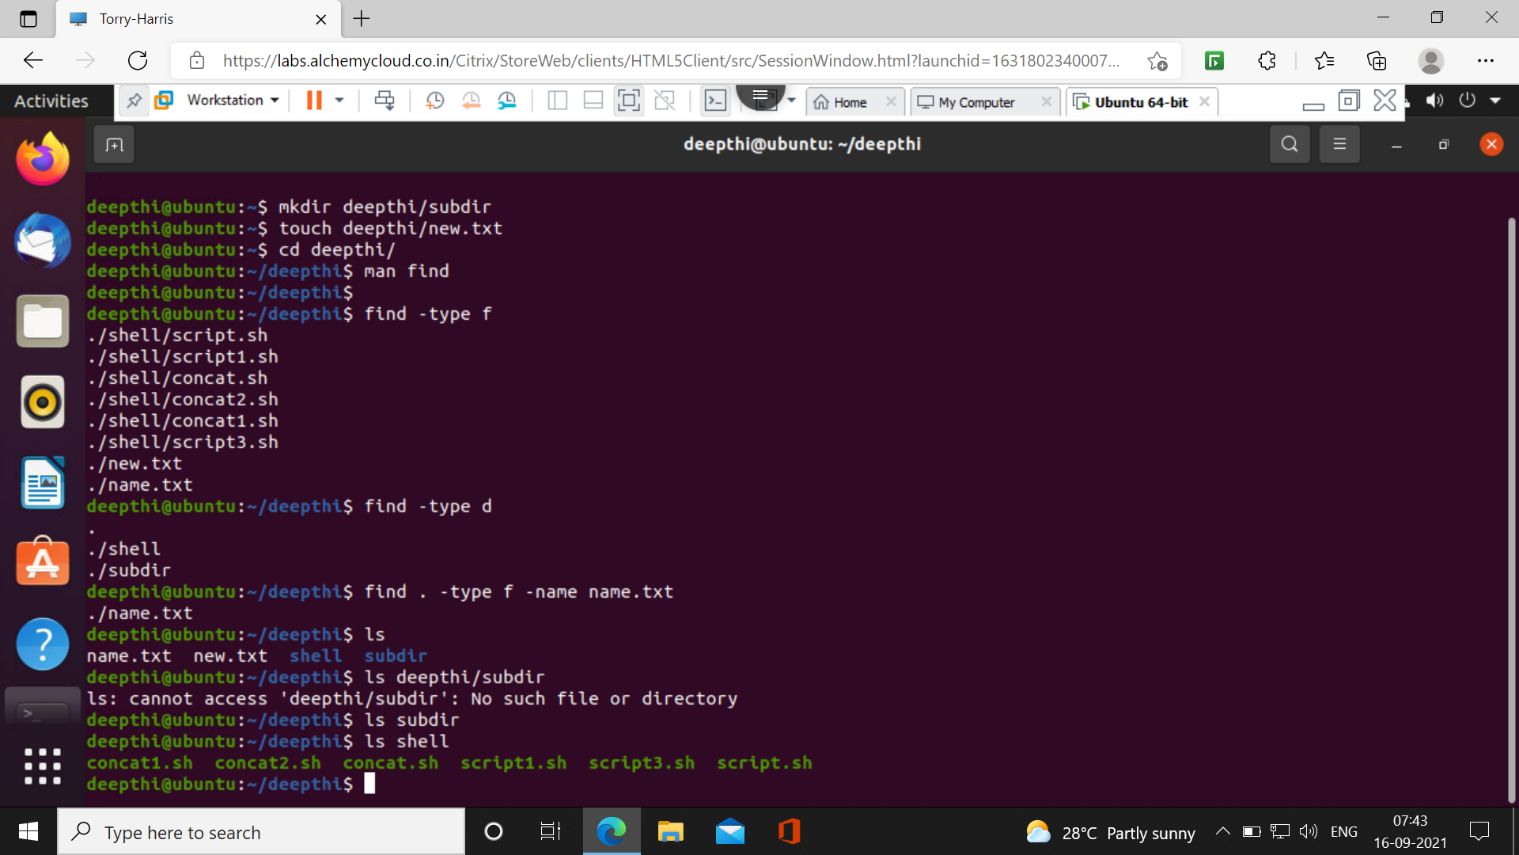 Torry-Harris
https://labs.alchemycloud.co.in/Citrix/StoreWeb/clients/HTML5Client/src/SessionWindow.html?launchid=1631802340007...
Activities Workstation Home My Computer Ubuntu 64-bit
deepthi@ubuntu: ~/deepthi
deepthi@ubuntu:~$ mkdir deepthi/subdir
deepthi@ubuntu:~$ touch deepthi/new.txt
deepthi@ubuntu:~$ cd deepthi/
deepthi@ubuntu:~/deepthi$ man find
deepthi@ubuntu:~/deepthi$
deepthi@ubuntu:~/deepthi$ find -type f
./shell/script.sh
./shell/script1.sh
./shell/concat.sh
./shell/concat2.sh
./shell/concat1.sh
./shell/script3.sh
./new.txt
./name.txt
deepthi@ubuntu:~/deepthi$ find -type d
.
./shell
./subdir
deepthi@ubuntu:~/deepthi$ find . -type f -name name.txt
./name.txt
deepthi@ubuntu:~/deepthi$ ls
name.txt new.txt shell subdir
deepthi@ubuntu:~/deepthi$ ls deepthi/subdir
ls: cannot access 'deepthi/subdir': No such file or directory
deepthi@ubuntu:~/deepthi$ ls subdir
deepthi@ubuntu:~/deepthi$ ls shell
concat1.sh concat2.sh concat.sh script1.sh script3.sh script.sh
deepthi@ubuntu:~/deepthi$
Type here to search
28°C Partly sunny
ENG
07:43
16-09-2021